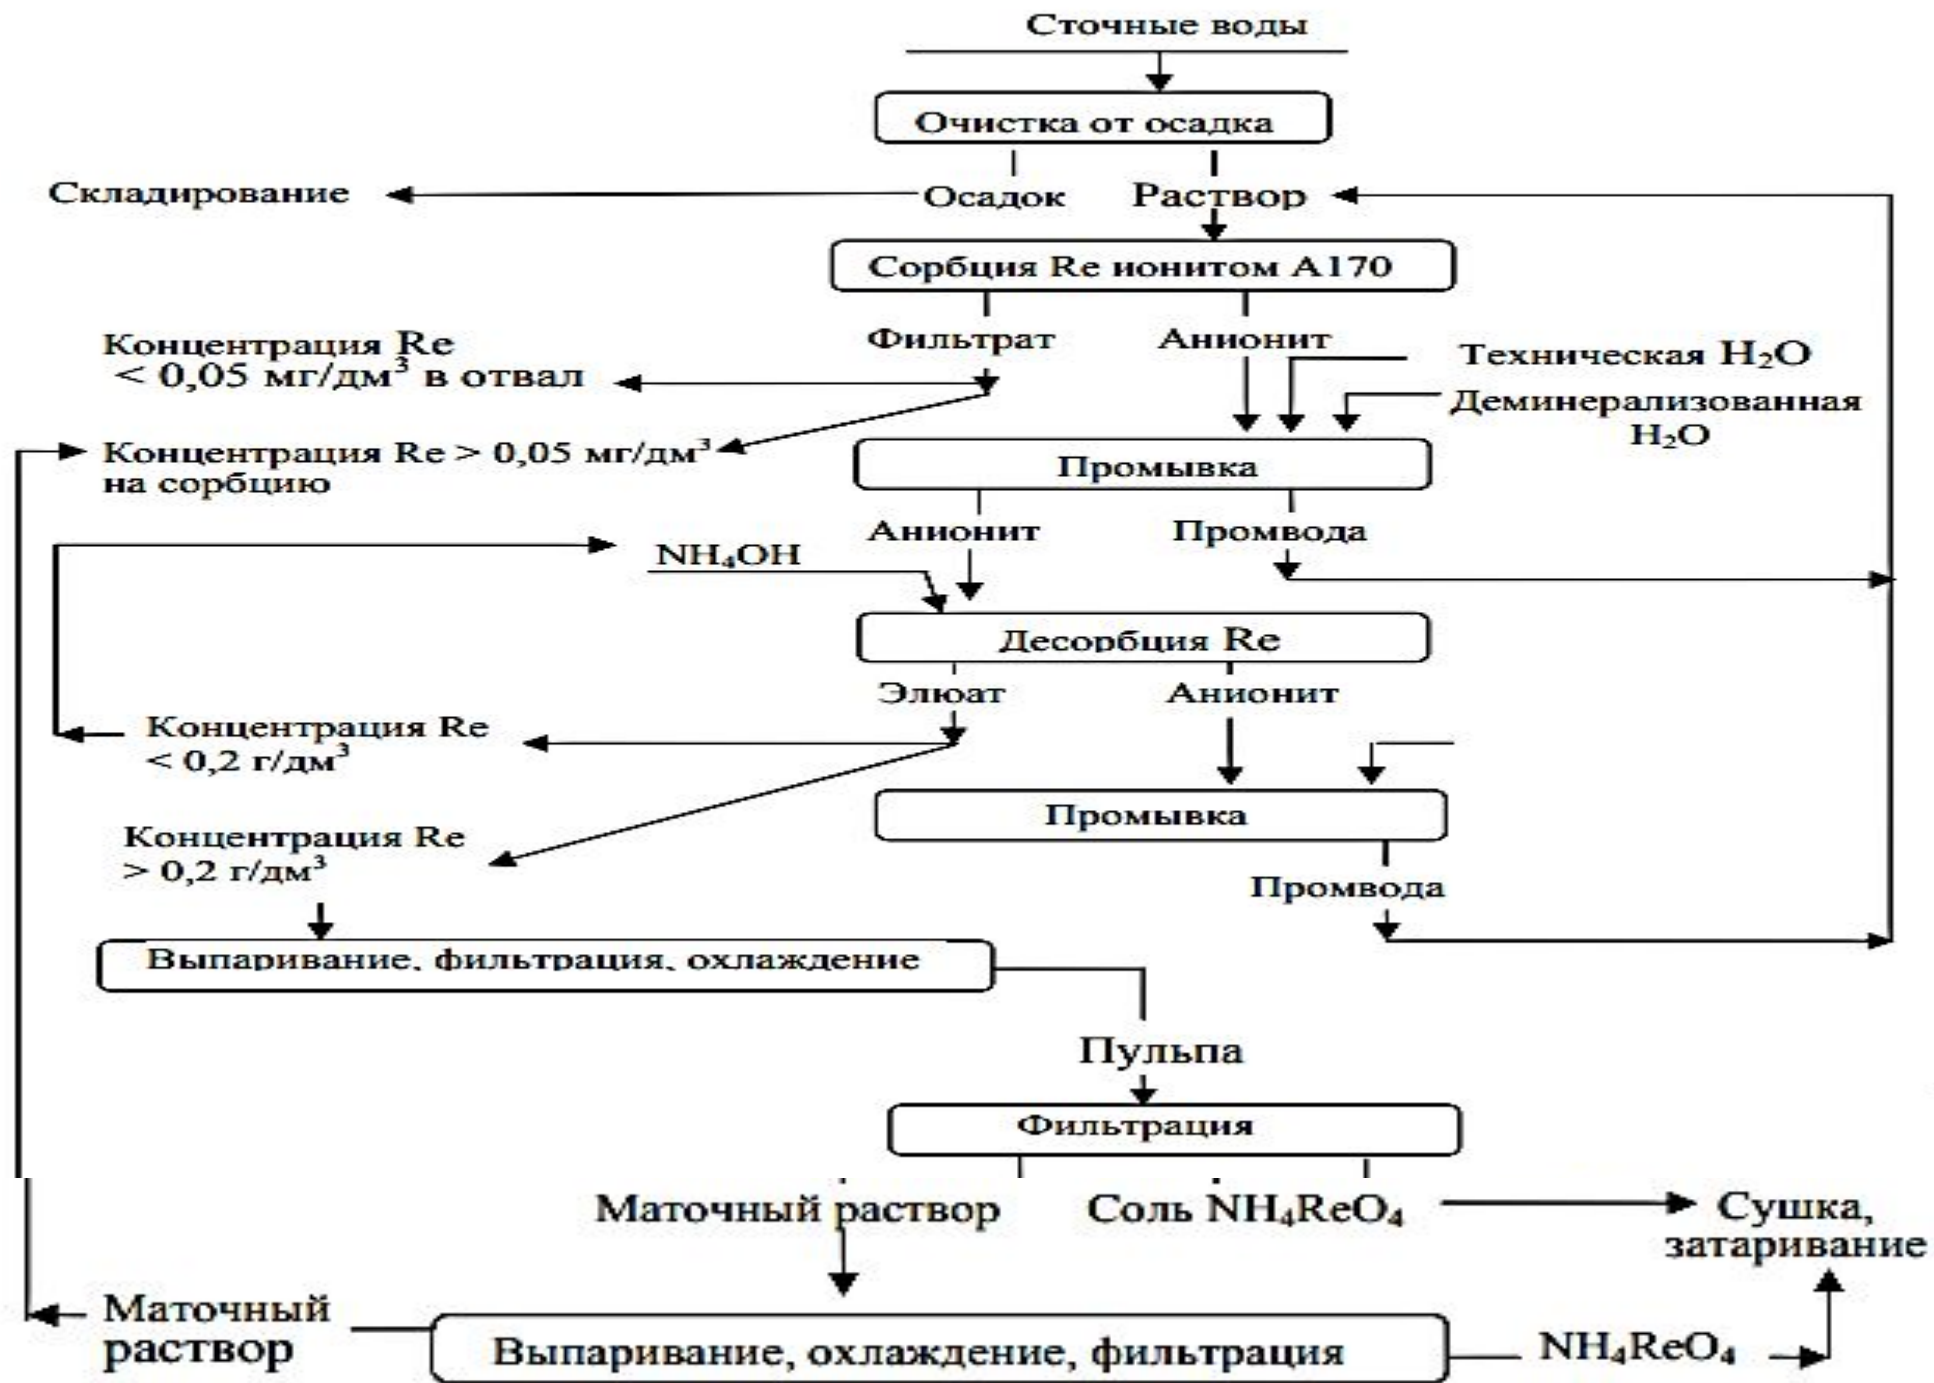 Сточные воды
Очистка от осадка
Складирование
Осадок
Раствор
Сорбция Re ионитом А170
Фильтрат
Анионит
Концентрация Re
< 0,05 мг/дм³ в отвал
Техническая H₂O
Деминерализованная
H₂O
Концентрация Re > 0,05 мг/дм³
на сорбцию
Промывка
Анионит
Промвода
NH₄OH
Десорбция Re
Элюат
Анионит
Концентрация Re
< 0,2 г/дм³
Промывка
Концентрация Re
> 0,2 г/дм³
Промвода
Выпаривание, фильтрация, охлаждение
Пульпа
Фильтрация
Маточный раствор
Соль NH₄ReO₄
Сушка,
затаривание
Маточный
раствор
Выпаривание, охлаждение, фильтрация
NH₄ReO₄